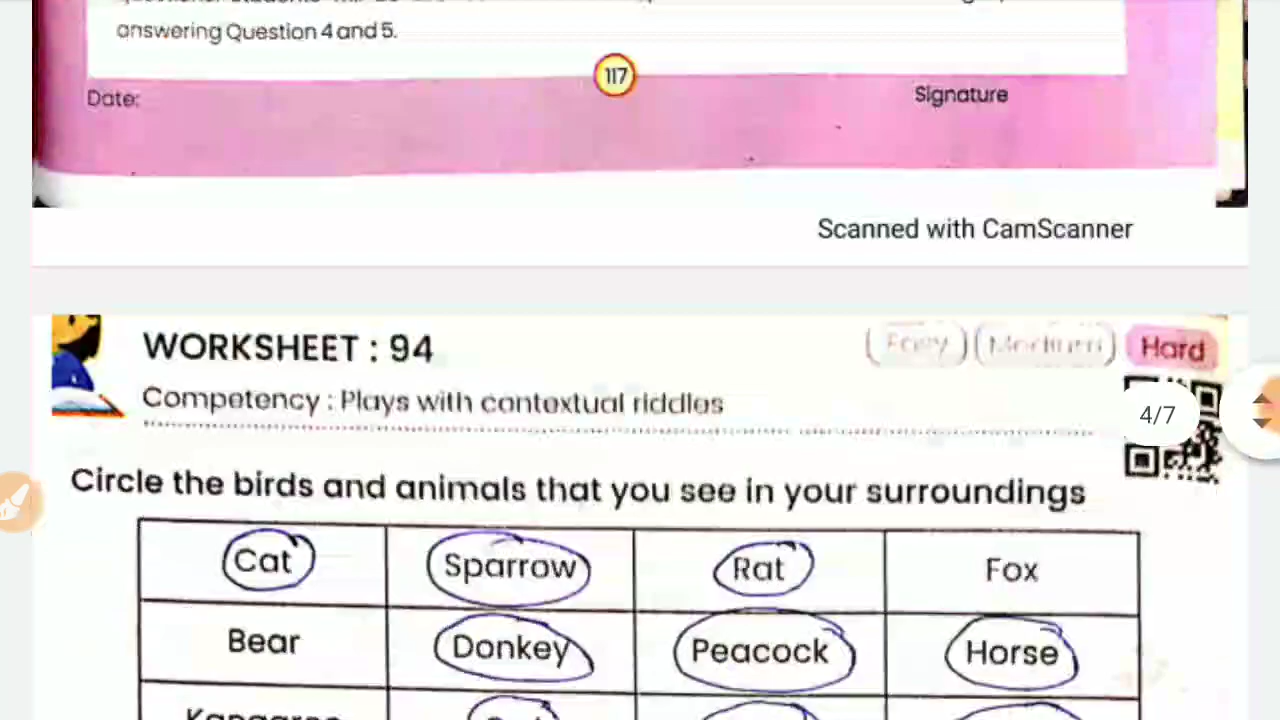 answering Question 4 and 5.
117
Date:
Signature
Scanned with CamScanner
WORKSHEET : 94
Easy Medium Hard
Competency : Plays with contextual riddles
4/7
Circle the birds and animals that you see in your surroundings
Cat Sparrow Rat Fox
Bear Donkey Peacock Horse